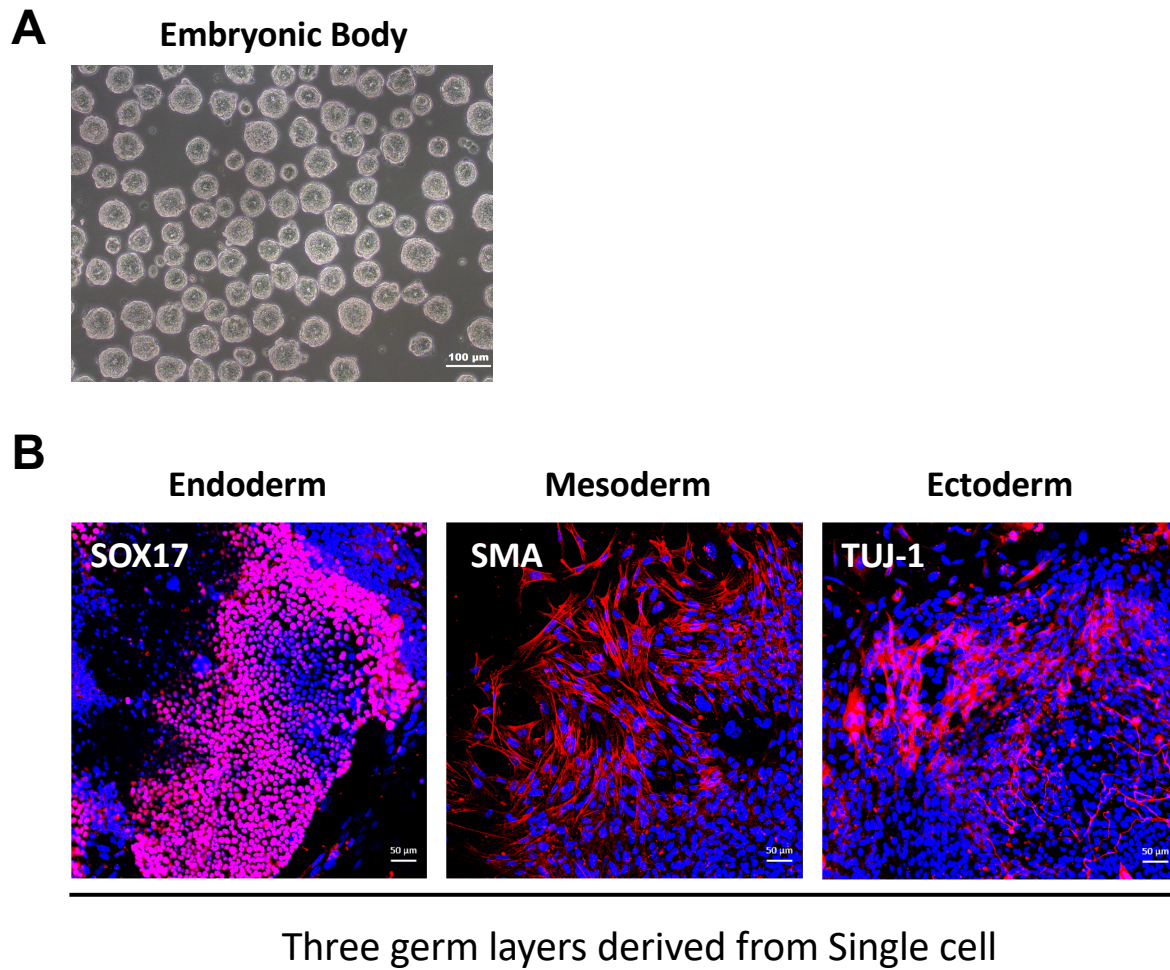 A
Embryonic Body
100 μm
B
Endoderm
Mesoderm
Ectoderm
SOX17
SMA
TUJ-1
50 μm
50 μm
50 μm
Three germ layers derived from Single cell